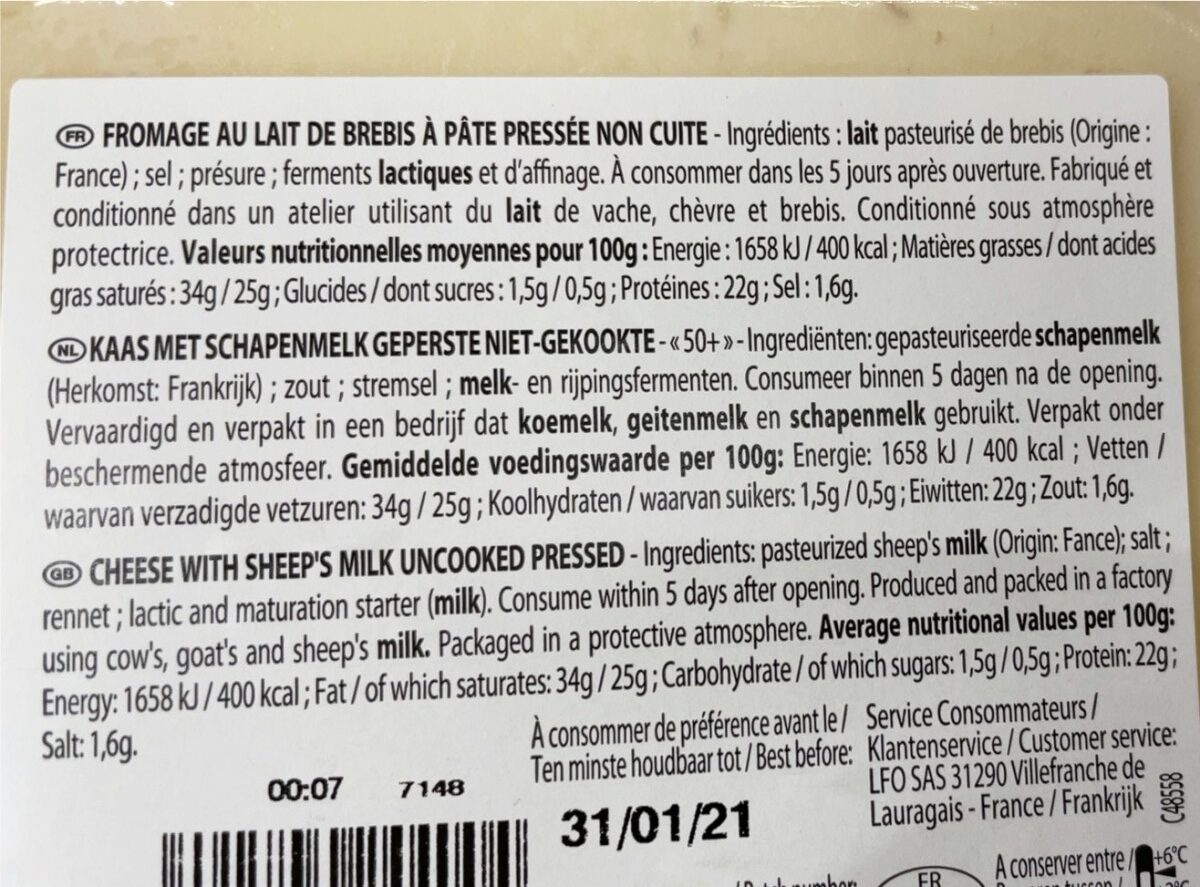 FR FROMAGE AU LAIT DE BREBIS À PÂTE PRESSÉE NON CUITE - Ingrédients : lait pasteurisé de brebis (Origine :
France) ; sel ; présure ; ferments lactiques et d'affinage. À consommer dans les 5 jours après ouverture. Fabriqué et
conditionné dans un atelier utilisant du lait de vache, chèvre et brebis. Conditionné sous atmosphère
protectrice. Valeurs nutritionnelles moyennes pour 100g : Energie : 1658 kJ / 400 kcal ; Matières grasses / dont acides
gras saturés : 34g / 25g ; Glucides / dont sucres : 1,5g / 0,5g ; Protéines : 22g ; Sel : 1,6g.
NL KAAS MET SCHAPENMELK GEPERSTE NIET-GEKOOKTE - « 50+ » - Ingrediënten: gepasteuriseerde schapenmelk
(Herkomst: Frankrijk) ; zout ; stremsel ; melk- en rijpingsfermenten. Consumeer binnen 5 dagen na de opening.
Vervaardigd en verpakt in een bedrijf dat koemelk, geitenmelk en schapenmelk gebruikt. Verpakt onder
beschermende atmosfeer. Gemiddelde voedingswaarde per 100g: Energie: 1658 kJ / 400 kcal ; Vetten /
waarvan verzadigde vetzuren: 34g / 25g ; Koolhydraten / waarvan suikers: 1,5g / 0,5g ; Eiwitten: 22g ; Zout: 1,6g.
GB CHEESE WITH SHEEP'S MILK UNCOOKED PRESSED - Ingredients: pasteurized sheep's milk (Origin: Fance); salt ;
rennet ; lactic and maturation starter (milk). Consume within 5 days after opening. Produced and packed in a factory
using cow's, goat's and sheep's milk. Packaged in a protective atmosphere. Average nutritional values per 100g:
Energy: 1658 kJ / 400 kcal ; Fat / of which saturates: 34g / 25g ; Carbohydrate / of which sugars: 1,5g / 0,5g ; Protein: 22g ;
Salt: 1,6g.
À consommer de préférence avant le /
Ten minste houdbaar tot / Best before:
31/01/21
Service Consommateurs /
Klantenservice / Customer service:
LFO SAS 31290 Villefranche de
Lauragais - France / Frankrijk
C48558
00:07 7148
FR
A conserver entre /
+6°C